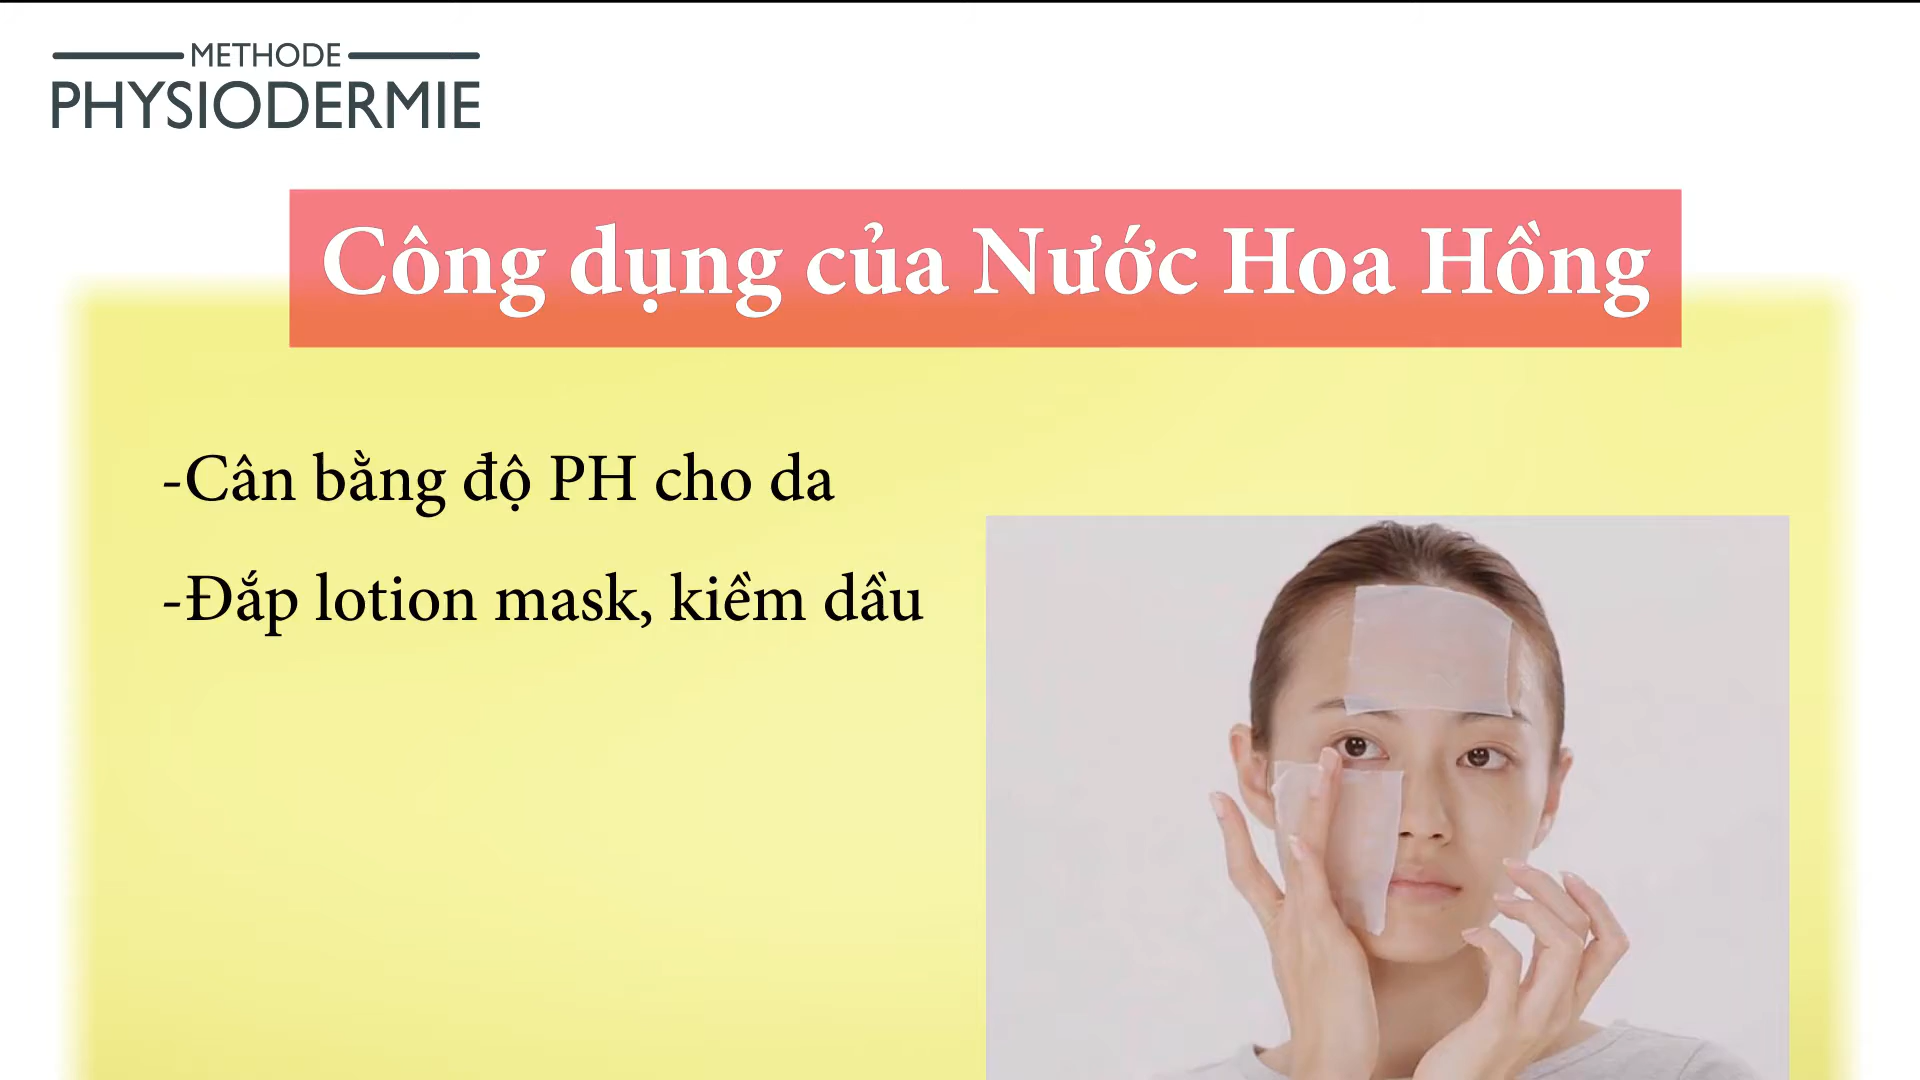 METHODE
PHYSIODERMIE
Công dụng của Nước Hoa Hồng
-Cân bằng độ PH cho da
-Đắp lotion mask, kiềm dầu